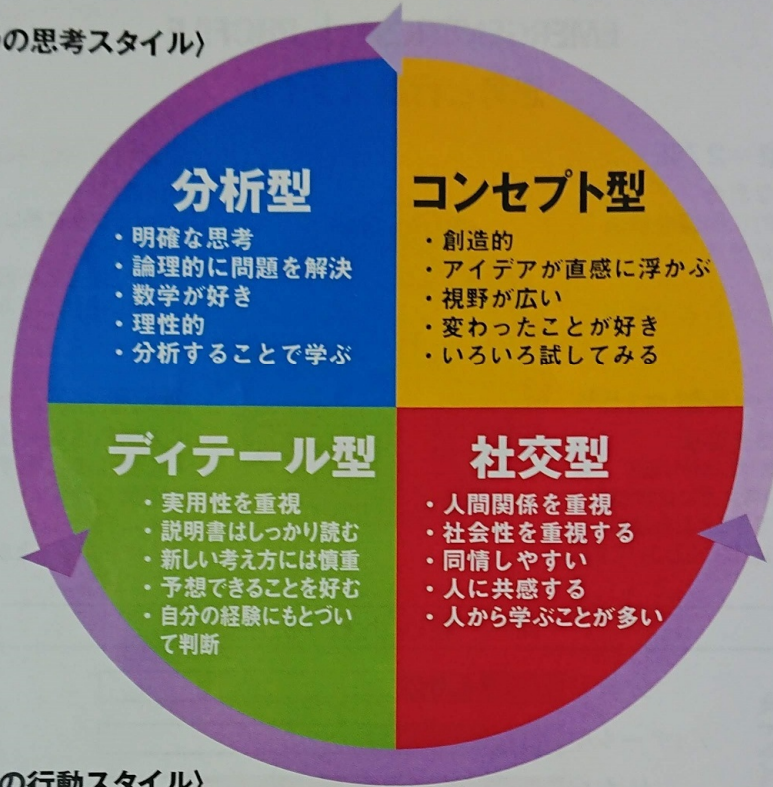 の思考スタイル〉
分析型
・明確な思考
・論理的に問題を解決
・数学が好き
・理性的
・分析することで学ぶ
コンセプト型
・創造的
・アイデアが直感に浮かぶ
・視野が広い
・変わったことが好き
・いろいろ試してみる
ディテール型
・実用性を重視
・説明書はしっかり読む
・新しい考え方には慎重
・予想できることを好む
・自分の経験にもとづい
て判断
社交型
・人間関係を重視
・社会性を重視する
・同情しやすい
・人に共感する
・人から学ぶことが多い
の行動スタイル〉